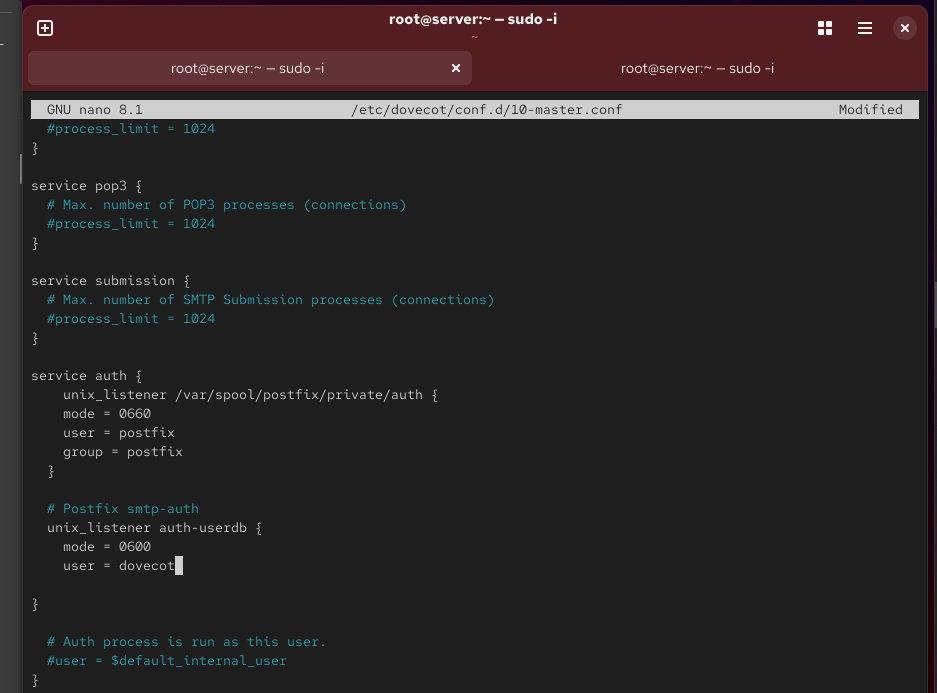 root@server:~ — sudo -i
~
root@server:~ — sudo -i
root@server:~ — sudo -i
GNU nano 8.1 /etc/dovecot/conf.d/10-master.conf Modified
#process_limit = 1024
}
service pop3 {
# Max. number of POP3 processes (connections)
#process_limit = 1024
}
service submission {
# Max. number of SMTP Submission processes (connections)
#process_limit = 1024
}
service auth {
unix_listener /var/spool/postfix/private/auth {
mode = 0660
user = postfix
group = postfix
}
# Postfix smtp-auth
unix_listener auth-userdb {
mode = 0600
user = dovecot
}
# Auth process is run as this user.
#user = $default_internal_user
}